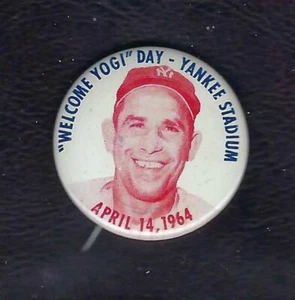 "WELCOME YOGI" DAY - YANKEE STADIUM
NY
APRIL 14, 1964